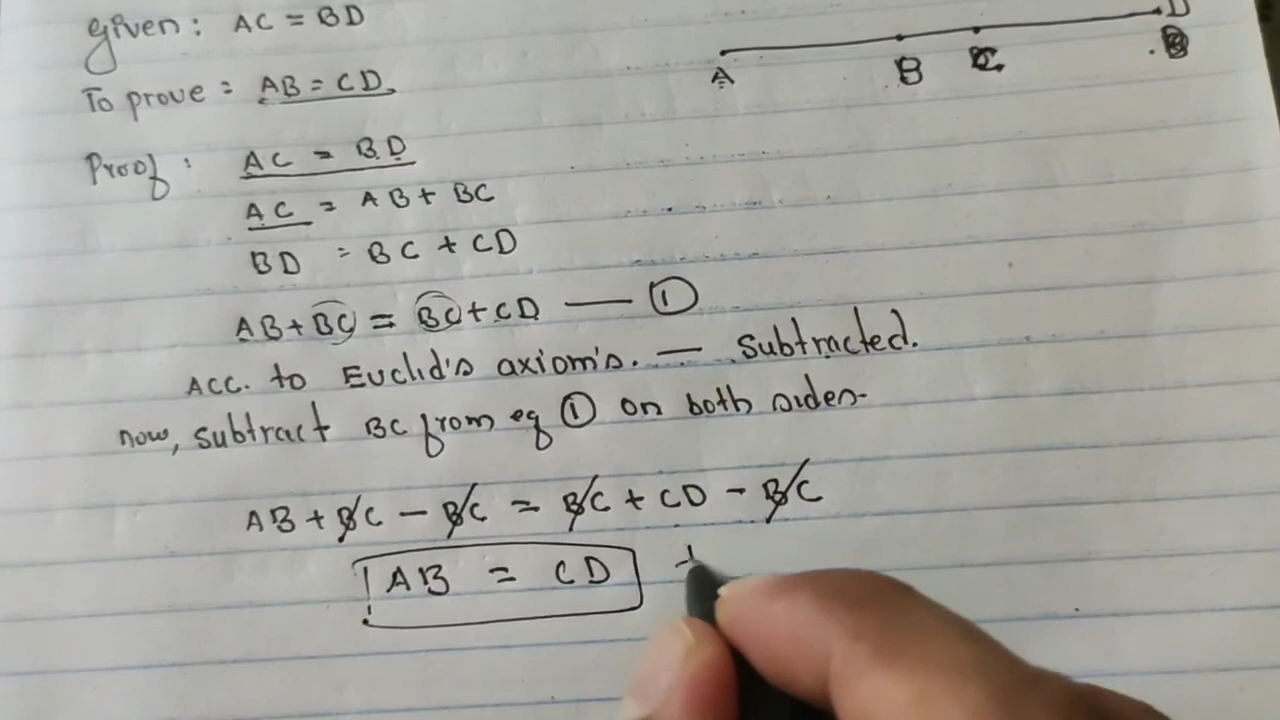 given: AC = BD
To prove = AB = CD.
D
A B C
Proof: AC = BD
AC = AB + BC
BD = BC + CD
AB+BC = BC+CD — ①
ACC. to Euclid's axiom's. — Subtracted.
now, subtract BC from eq ① on both sides-
AB + BC - BC = BC + CD - BC
AB = CD